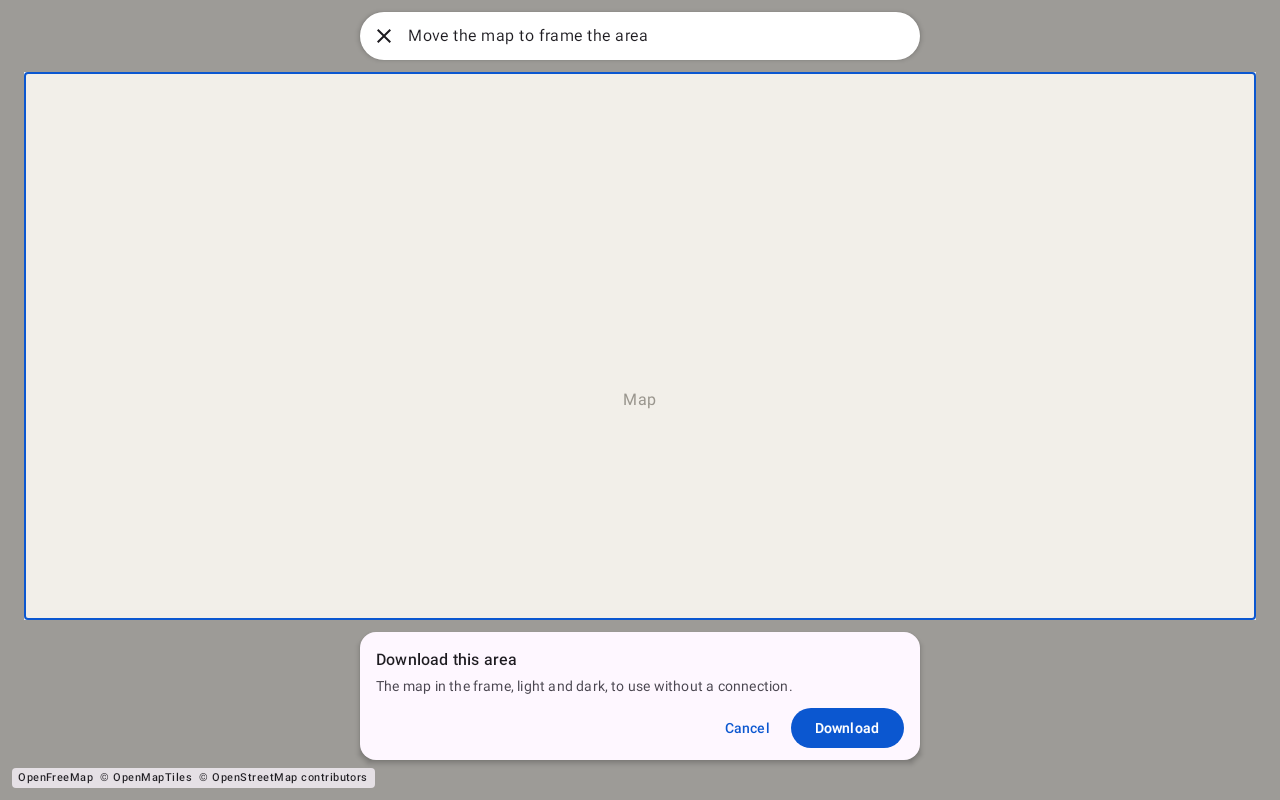 Move the map to frame the area
Map
Download this area
The map in the frame, light and dark, to use without a connection.
Cancel
Download
OpenFreeMap © OpenMapTiles © OpenStreetMap contributors